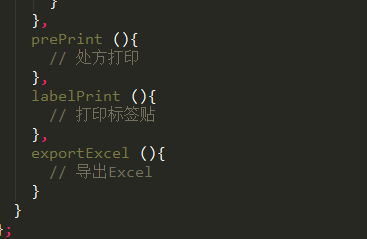 }
},
prePrint (){
// 处方打印
},
labelPrint (){
// 打印标签贴
},
exportExcel (){
// 导出Excel
}
}
};